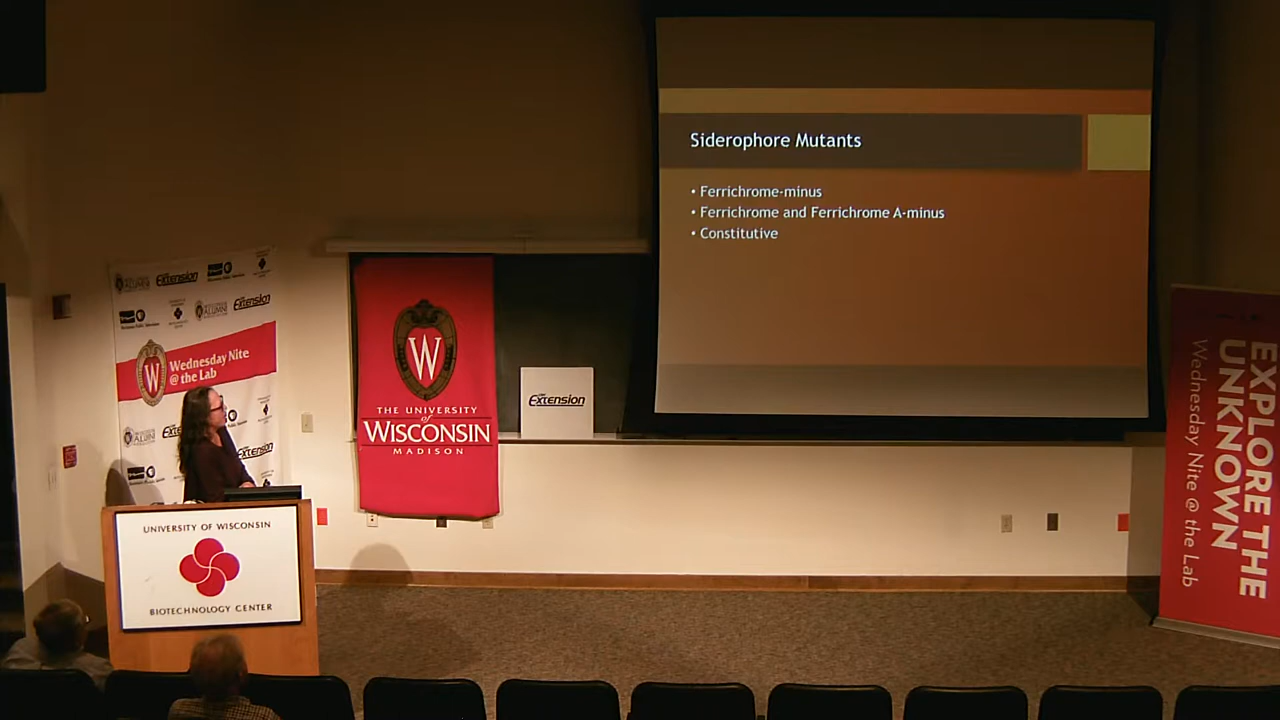 Siderophore Mutants
• Ferrichrome-minus
• Ferrichrome and Ferrichrome A-minus
• Constitutive
Extension
Extension
Wednesday Nite
@ the Lab
W
W
THE UNIVERSITY
of
WISCONSIN
MADISON
Extension
UNIVERSITY OF WISCONSIN
BIOTECHNOLOGY CENTER
EXPLORE THE
UNKNOWN
Wednesday Nite @ the Lab